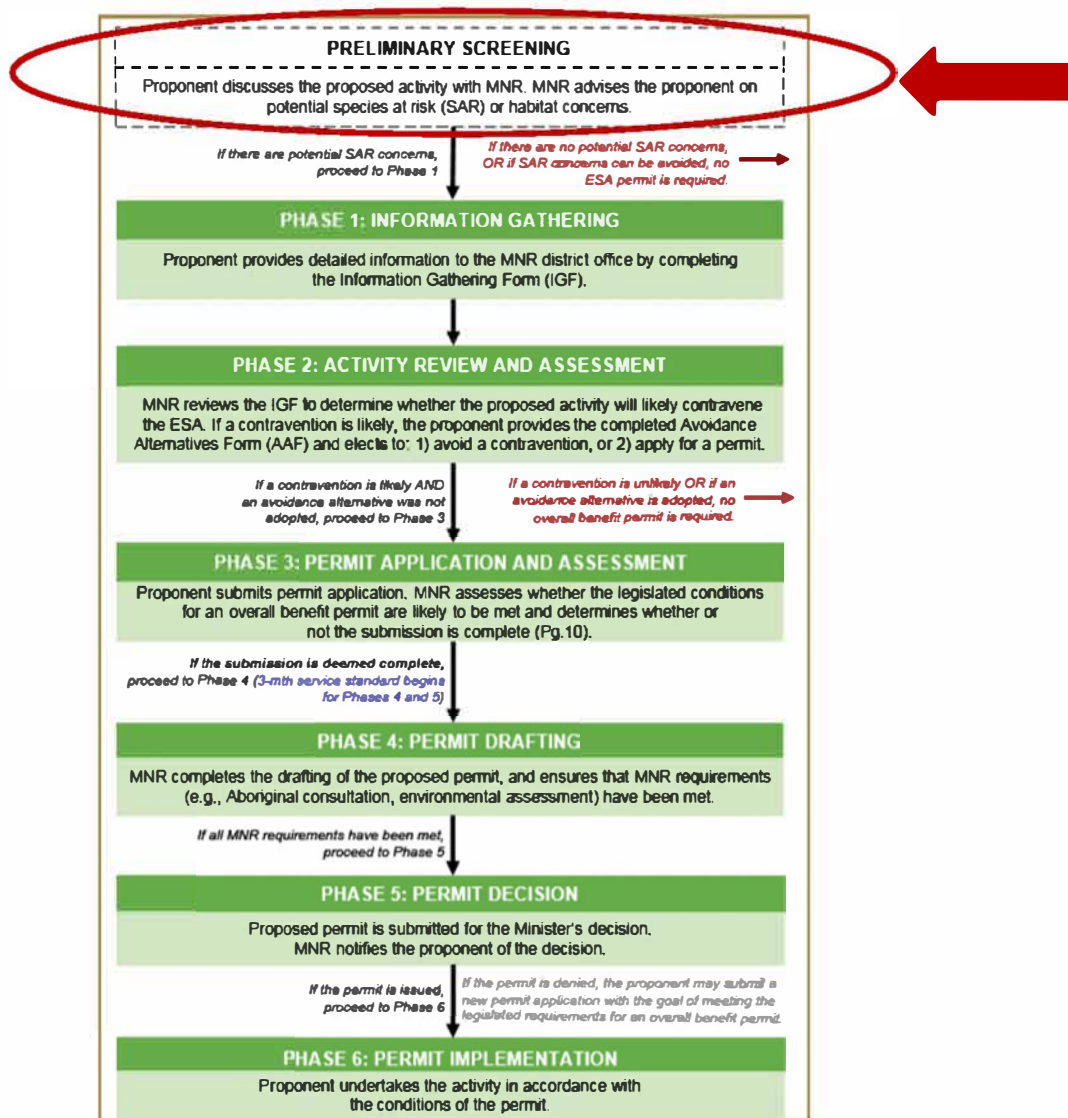 PRELIMINARY SCREENING
Proponent discusses the proposed activity with MNR. MNR advises the proponent on
potential species at risk (SAR) or habitat concerns.
If there are potential SAR concerns,
proceed to Phase 1
If there are no potential SAR concerns,
OR if SAR concerns can be avoided, no
ESA permit is required.
PHASE 1: INFORMATION GATHERING
Proponent provides detailed information to the MNR district office by completing
the Information Gathering Form (IGF).
PHASE 2: ACTIVITY REVIEW AND ASSESSMENT
MNR reviews the IGF to determine whether the proposed activity will likely contravene
the ESA. If a contravention is likely, the proponent provides the completed Avoidance
Alternatives Form (AAF) and elects to: 1) avoid a contravention, or 2) apply for a permit.
If a contravention is likely AND
an avoidance alternative was not
adopted, proceed to Phase 3
If a contravention is unlikely OR if an
avoidance alternative is adopted, no
overall benefit permit is required.
PHASE 3: PERMIT APPLICATION AND ASSESSMENT
Proponent submits permit application. MNR assesses whether the legislated conditions
for an overall benefit permit are likely to be met and determines whether or
not the submission is complete (Pg.10).
If the submission is deemed complete,
proceed to Phase 4 (3-mth service standard begins
for Phases 4 and 5)
PHASE 4: PERMIT DRAFTING
MNR completes the drafting of the proposed permit, and ensures that MNR requirements
(e.g., Aboriginal consultation, environmental assessment) have been met.
If all MNR requirements have been met,
proceed to Phase 5
PHASE 5: PERMIT DECISION
Proposed permit is submitted for the Minister's decision.
MNR notifies the proponent of the decision.
If the permit is issued,
proceed to Phase 6
If the permit is denied, the proponent may submit a
new permit application with the goal of meeting the
legislated requirements for an overall benefit permit.
PHASE 6: PERMIT IMPLEMENTATION
Proponent undertakes the activity in accordance with
the conditions of the permit.